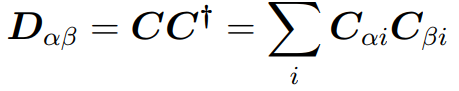 D_{αβ} = CC^† = ∑_i C_{αi}C_{βi}